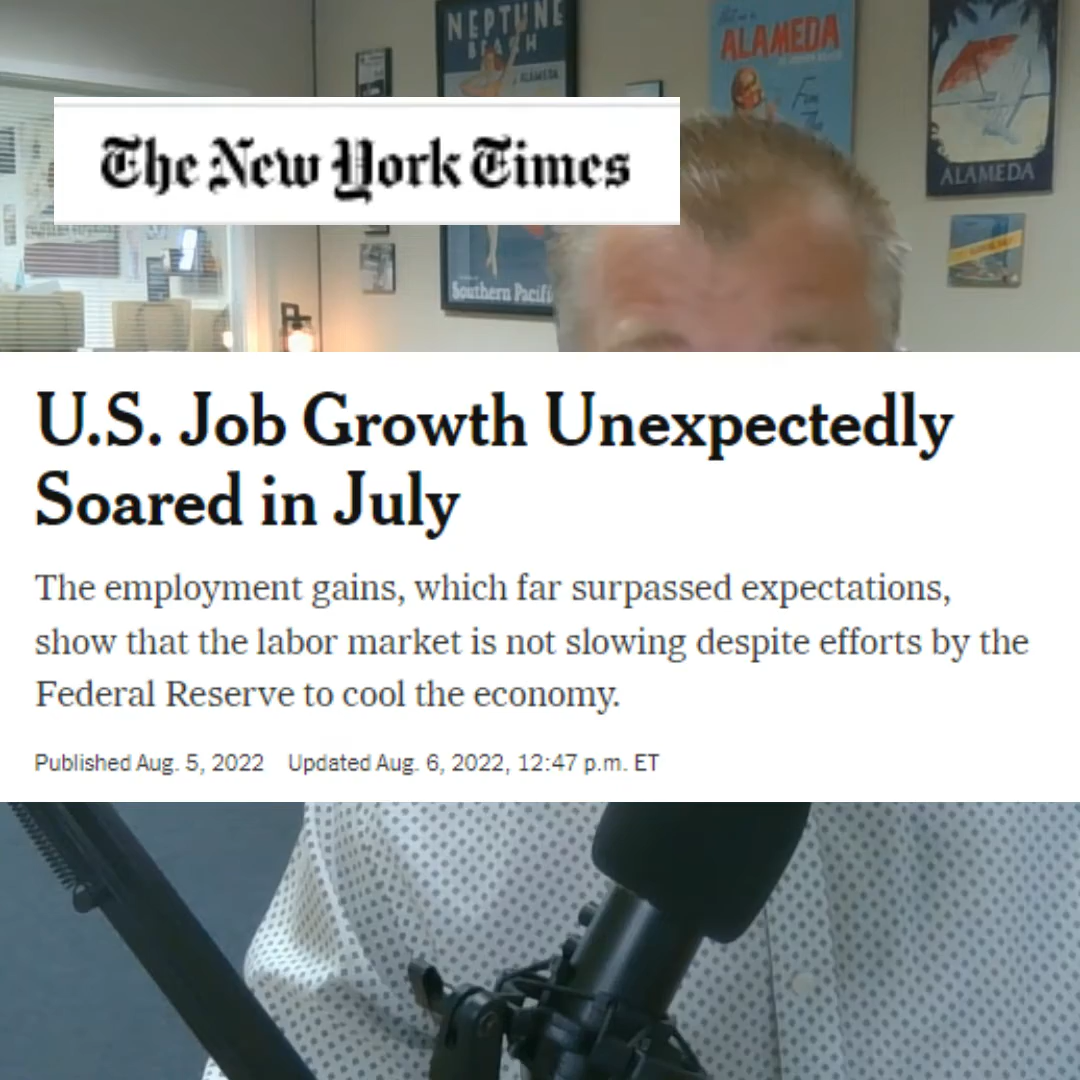 NEPTUNE
BEACH
ALAMEDA
ALAMEDA
The New York Times
Southern Pacific
ALAMEDA
U.S. Job Growth Unexpectedly
Soared in July
The employment gains, which far surpassed expectations,
show that the labor market is not slowing despite efforts by the
Federal Reserve to cool the economy.
Published Aug. 5, 2022 Updated Aug. 6, 2022, 12:47 p.m. ET